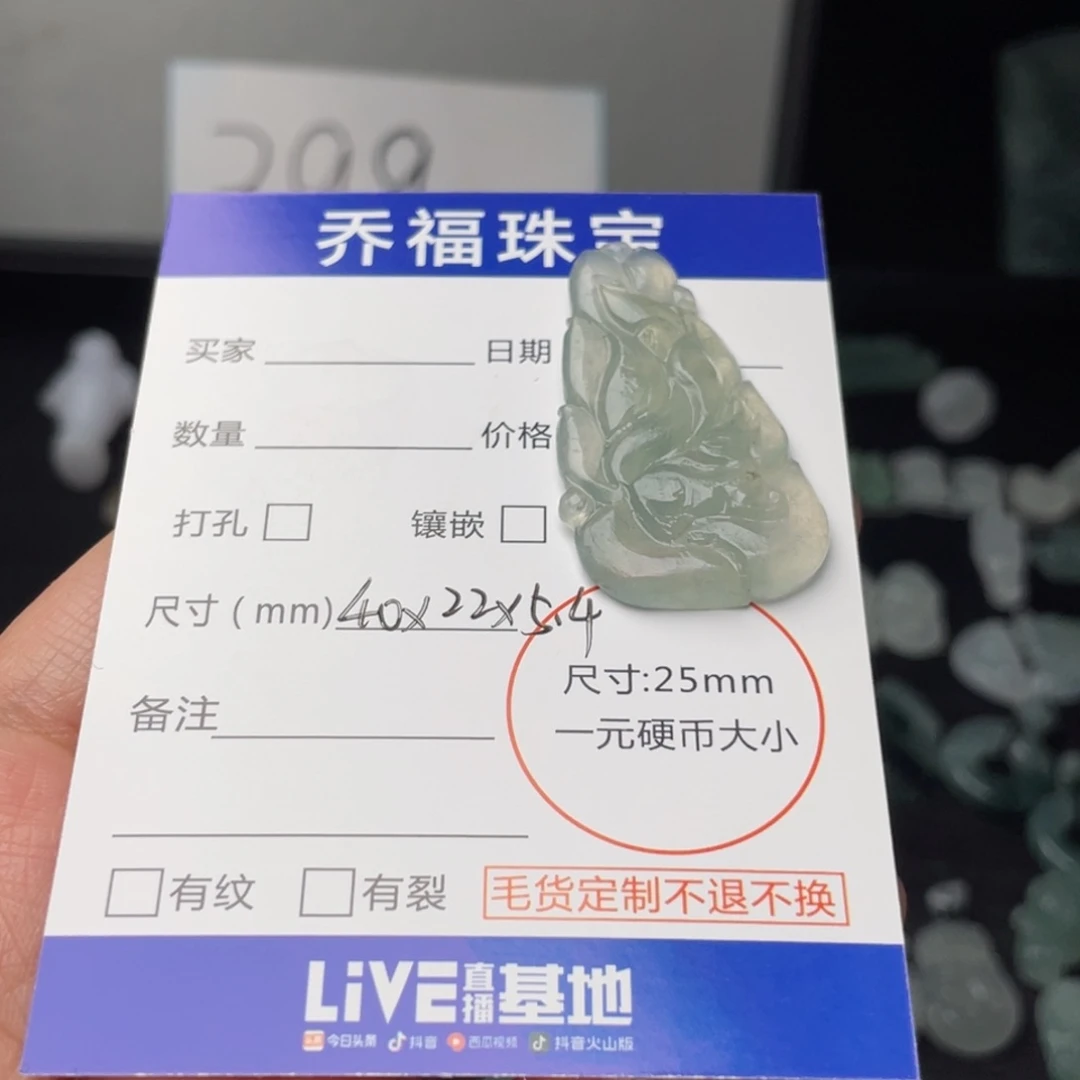 乔福珠宝
买家 日期
数量 价格
打孔 镶嵌
尺寸(mm) 40x22x5.4
尺寸:25mm
一元硬币大小
备注
有纹 有裂 毛货定制不退不换
LiVE直播基地
今日头条 抖音 西瓜视频 抖音火山版